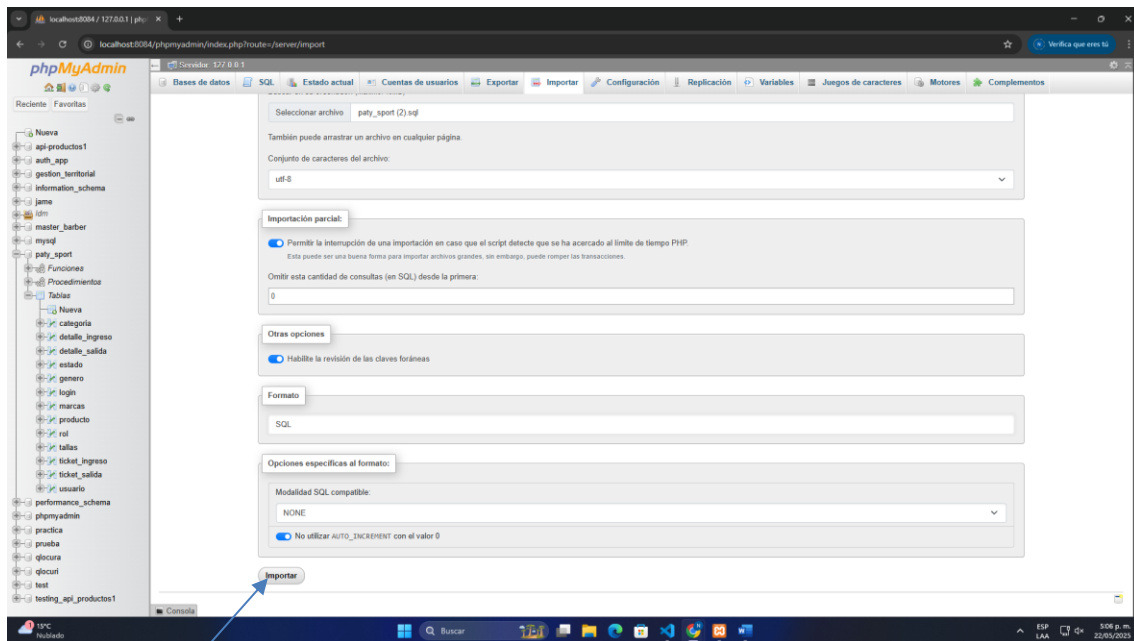 localhost:8084 / 127.0.0.1 | php
localhost:8084/phpmyadmin/index.php?route=/server/import
Verifica que eres tú
phpMyAdmin
Reciente Favoritas
Nueva
api-productos1
auth_app
gestion_territorial
information_schema
jame
ldm
master_barber
mysql
paty_sport
Funciones
Procedimientos
Tablas
Nueva
categoria
detalle_ingreso
detalle_salida
estado
genero
login
marcas
producto
rol
tallas
ticket_ingreso
ticket_salida
usuario
performance_schema
phpmyadmin
practica
prueba
qlocura
qlocuri
test
testing_api_productos1
Servidor: 127.0.0.1
Bases de datos SQL Estado actual Cuentas de usuarios Exportar Importar Configuración Replicación Variables Juegos de caracteres Motores Complementos
Seleccionar archivo paty_sport (2).sql
También puede arrastrar un archivo en cualquier página.
Conjunto de caracteres del archivo:
utf-8
Importación parcial:
Permitir la interrupción de una importación en caso que el script detecte que se ha acercado al límite de tiempo PHP.
Esta puede ser una buena forma para importar archivos grandes, sin embargo, puede romper las transacciones.
Omitir esta cantidad de consultas (en SQL) desde la primera:
0
Otras opciones
Habilite la revisión de las claves foráneas
Formato
SQL
Opciones específicas al formato:
Modalidad SQL compatible:
NONE
No utilizar AUTO_INCREMENT con el valor 0
Importar
Consola
1
15°C
Nublado
Buscar
ESP
LAA
5:06 p. m.
22/05/2025